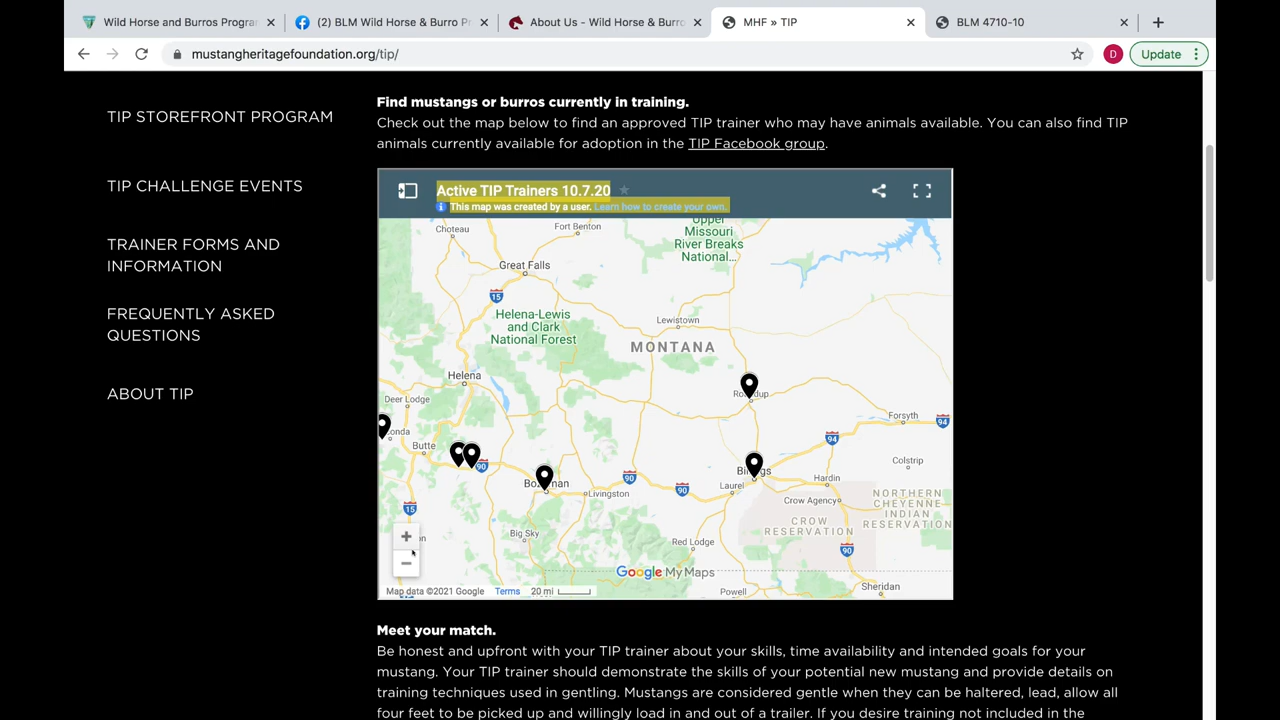 Wild Horse and Burros Progra
(2) BLM Wild Horse & Burro P
About Us - Wild Horse & Burro
MHF » TIP
BLM 4710-10
mustangheritagefoundation.org/tip/
D
Update
TIP STOREFRONT PROGRAM
TIP CHALLENGE EVENTS
TRAINER FORMS AND
INFORMATION
FREQUENTLY ASKED
QUESTIONS
ABOUT TIP
Find mustangs or burros currently in training.
Check out the map below to find an approved TIP trainer who may have animals available. You can also find TIP
animals currently available for adoption in the TIP Facebook group.
Active TIP Trainers 10.7.20
This map was created by a user. Learn how to create your own.
Choteau
Fort Benton
Upper
Missouri
River Breaks
National...
Great Falls
15
Helena-Lewis
and Clark
National Forest
Lewistown
MONTANA
Helena
Deer Lodge
Butte
90
Livingston
90
90
Laurel
Hardin
94
Forsyth
94
Colstrip
Crow Agency
NORTHERN
CHEYENNE
INDIAN
RESERVATION
CROW
RESERVATION
15
Big Sky
Red Lodge
90
Sheridan
Powell
Google My Maps
Map data ©2021 Google
Terms
20 mi
Meet your match.
Be honest and upfront with your TIP trainer about your skills, time availability and intended goals for your
mustang. Your TIP trainer should demonstrate the skills of your potential new mustang and provide details on
training techniques used in gentling. Mustangs are considered gentle when they can be haltered, lead, allow all
four feet to be picked up and willingly load in and out of a trailer. If you desire training not included in the